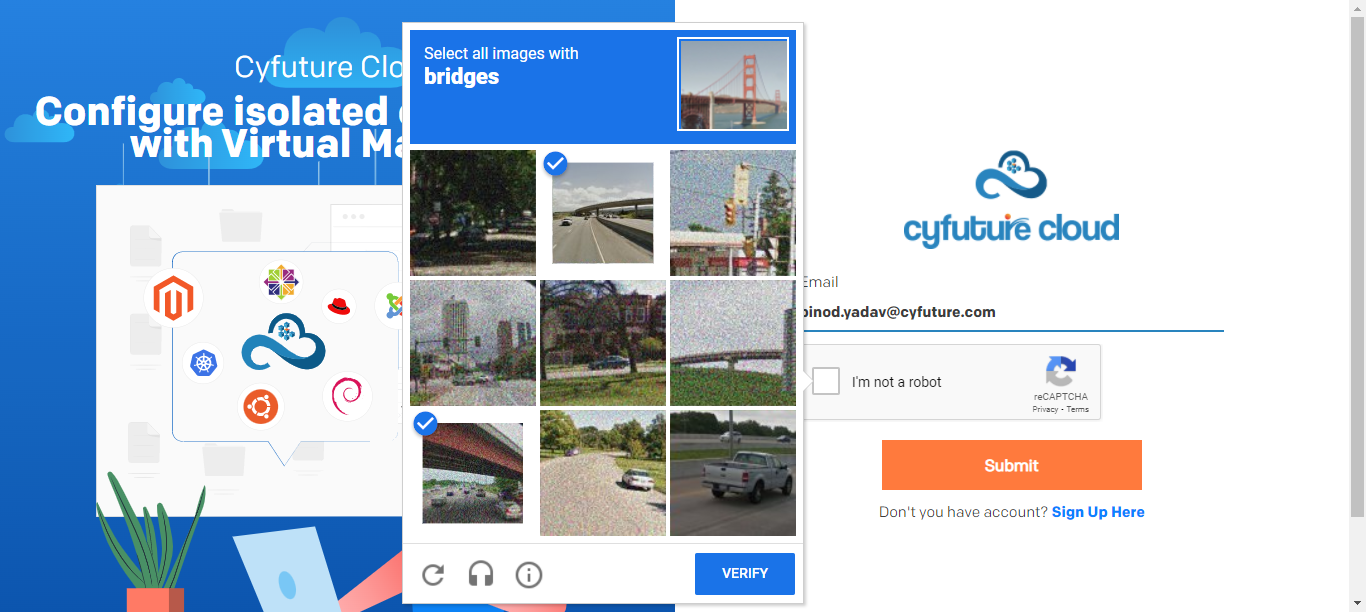 Cyfuture Clo
Configure isolated
with Virtual Ma
Select all images with
bridges
VERIFY
cyfuture cloud
Email
binod.yadav@cyfuture.com
I'm not a robot
reCAPTCHA
Privacy - Terms
Submit
Don't you have account? Sign Up Here